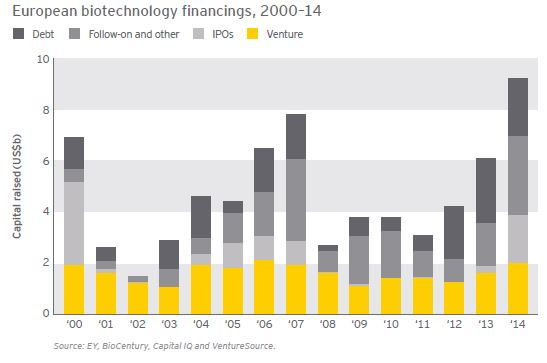 European biotechnology financings, 2000–14
Debt Follow-on and other IPOs Venture
Capital raised (US$b)
10
8
6
4
2
0
'00 '01 '02 '03 '04 '05 '06 '07 '08 '09 '10 '11 '12 '13 '14
Source: EY, BioCentury, Capital IQ and VentureSource.